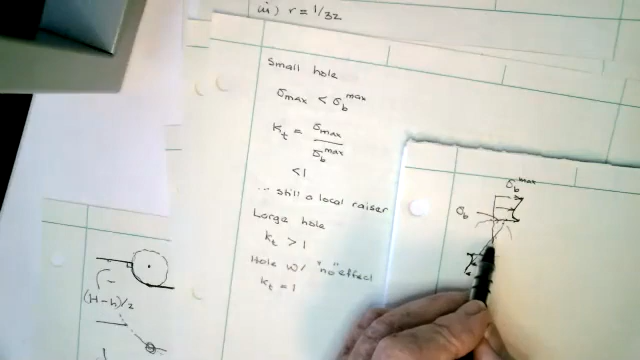 iii) r = 1/32
Small hole
σmax < σb^max
Kt = σmax / σb^max
< 1
∴ still a local raiser
Large hole
Kt > 1
Hole w/ "no effect"
Kt = 1
σb^max
σb
(H-h)/2